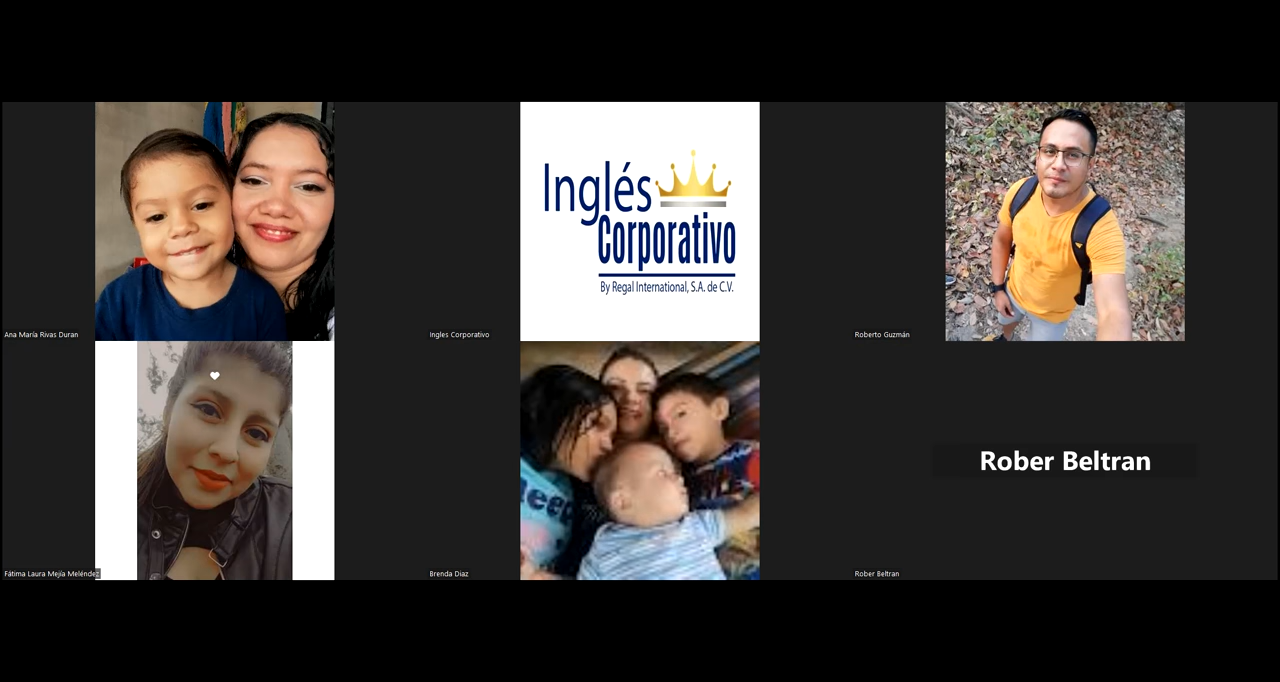 Inglés
Corporativo
By Regal International, S.A. de C.V.
Ana María Rivas Duran
Ingles Corporativo
Roberto Guzmán
Rober Beltran
Fátima Laura Mejía Meléndez
Brenda Diaz
Rober Beltran